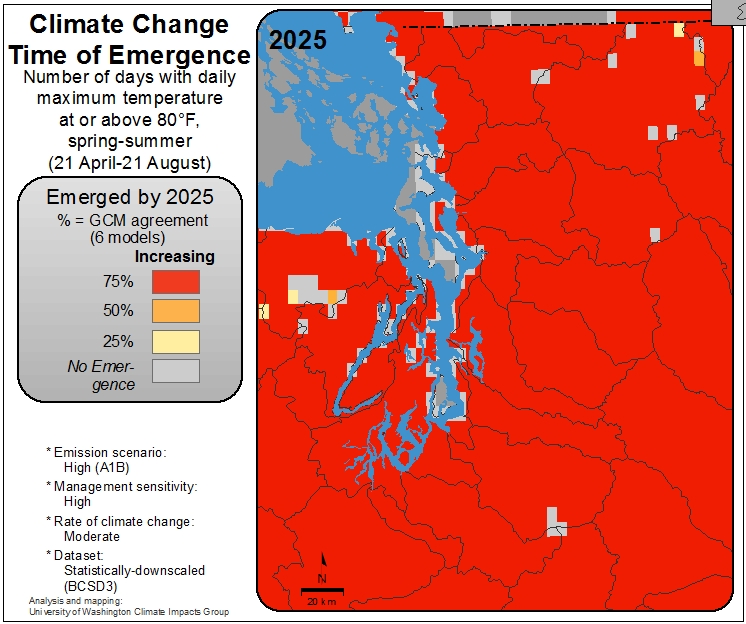 Climate Change
Time of Emergence
Number of days with daily
maximum temperature
at or above 80°F,
spring-summer
(21 April-21 August)
Emerged by 2025
% = GCM agreement
(6 models)
Increasing
75%
50%
25%
No Emer-
gence
* Emission scenario:
High (A1B)
* Management sensitivity:
High
* Rate of climate change:
Moderate
* Dataset:
Statistically-downscaled
(BCSD3)
Analysis and mapping:
University of Washington Climate Impacts Group
2025
N
20 km